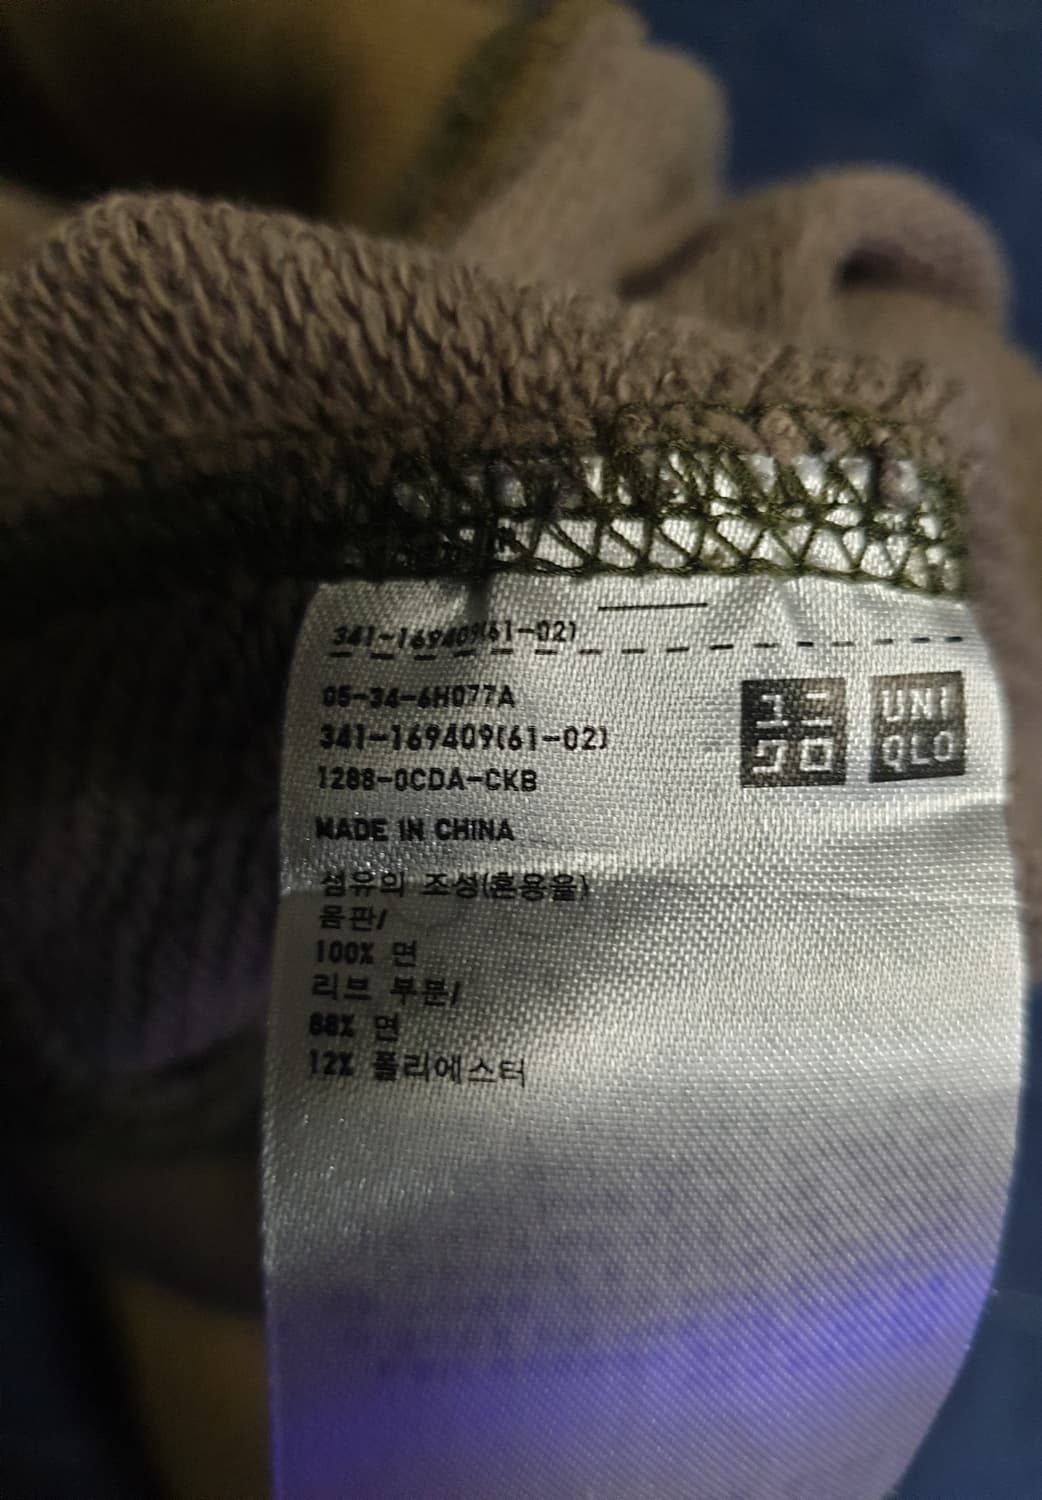 341-169409(61-02)
05-34-6H077A
341-169409(61-02)
1288-0CDA-CKB
MADE IN CHINA
섬유의 조성(혼용율)
몸판/
100% 면
리브 부분/
88% 면
12% 폴리에스터
ユニ
クロ
UNI
QLO